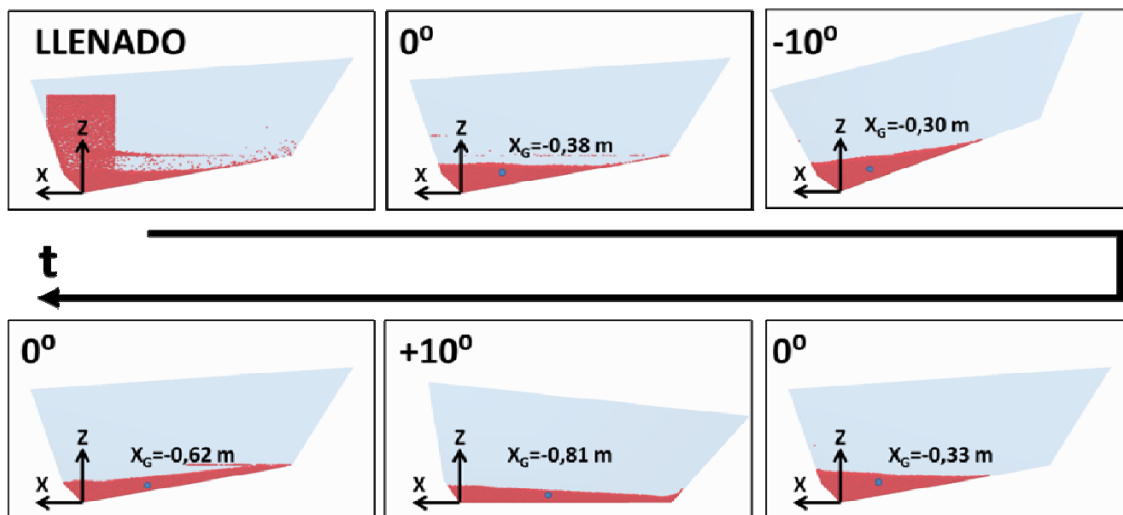 LLENADO
Z
X
0º
X_G=-0,38 m
Z
X
-10º
X_G=-0,30 m
Z
X
t
0º
X_G=-0,62 m
Z
X
+10º
X_G=-0,81 m
Z
X
0º
X_G=-0,33 m
Z
X